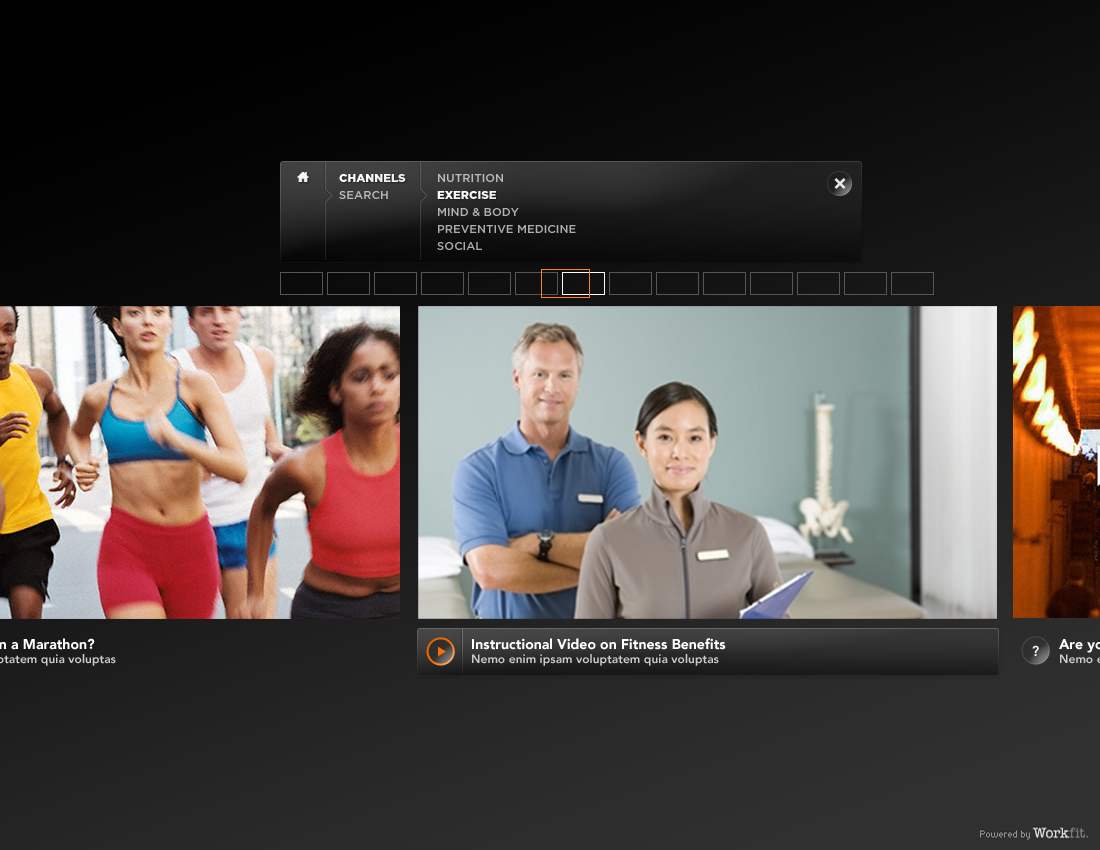 CHANNELS
SEARCH
NUTRITION
EXERCISE
MIND & BODY
PREVENTIVE MEDICINE
SOCIAL
n a Marathon?
ptatem quia voluptas
Instructional Video on Fitness Benefits
Nemo enim ipsam voluptatem quia voluptas
?
Are yo
Nemo e
Powered by Workfit.